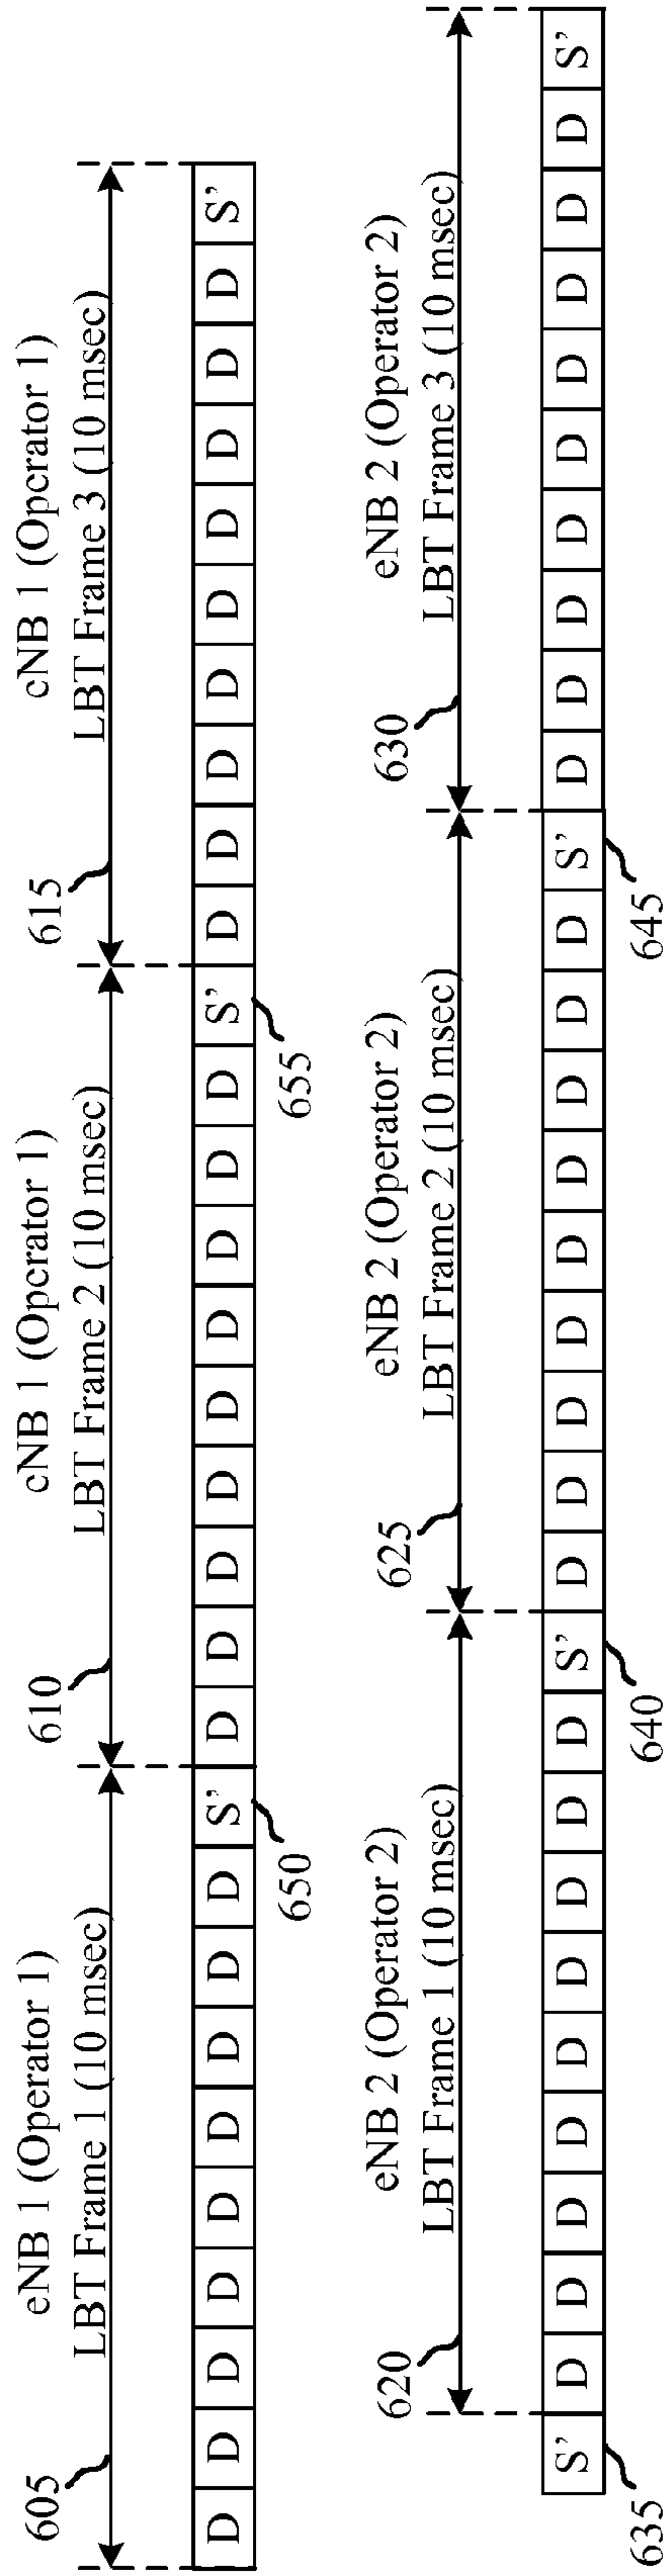 605
eNB 1 (Operator 1)
LBT Frame 1 (10 msec)
610
cNB 1 (Opcrator 1)
LBT Frame 2 (10 msec)
615
cNB 1 (Opcrator 1)
LBT Frame 3 (10 msec)
D D D D D D D D D S' D D D D D D D D D S' D D D D D D D D D S'
650
655
620
eNB 2 (Operator 2)
LBT Frame 1 (10 msec)
625
eNB 2 (Operator 2)
LBT Frame 2 (10 msec)
630
eNB 2 (Operator 2)
LBT Frame 3 (10 msec)
S' D D D D D D D D D S' D D D D D D D D D S' D D D D D D D D D S'
635
640
645